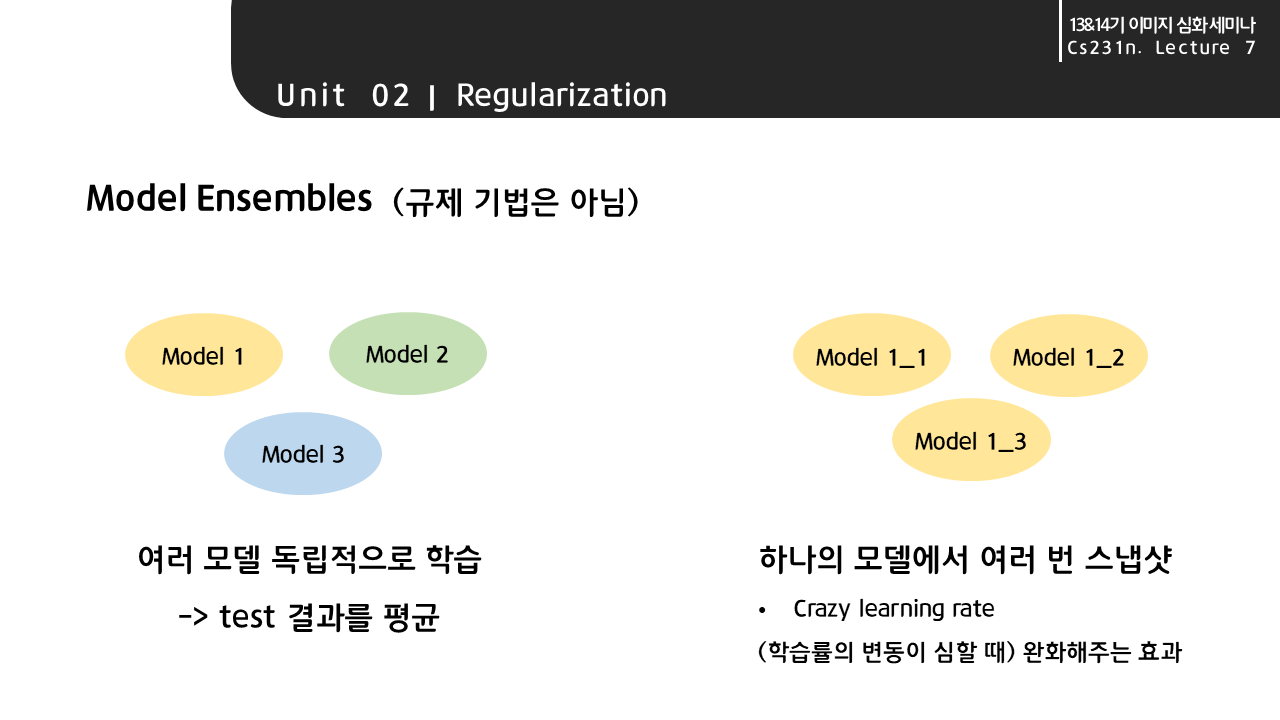 13&14기 이미지 심화세미나
Cs231n. Lecture 7
Unit 02 | Regularization
Model Ensembles (규제 기법은 아님)
Model 1
Model 2
Model 3
여러 모델 독립적으로 학습
-> test 결과를 평균
Model 1_1
Model 1_2
Model 1_3
하나의 모델에서 여러 번 스냅샷
• Crazy learning rate
(학습률의 변동이 심할 때) 완화해주는 효과